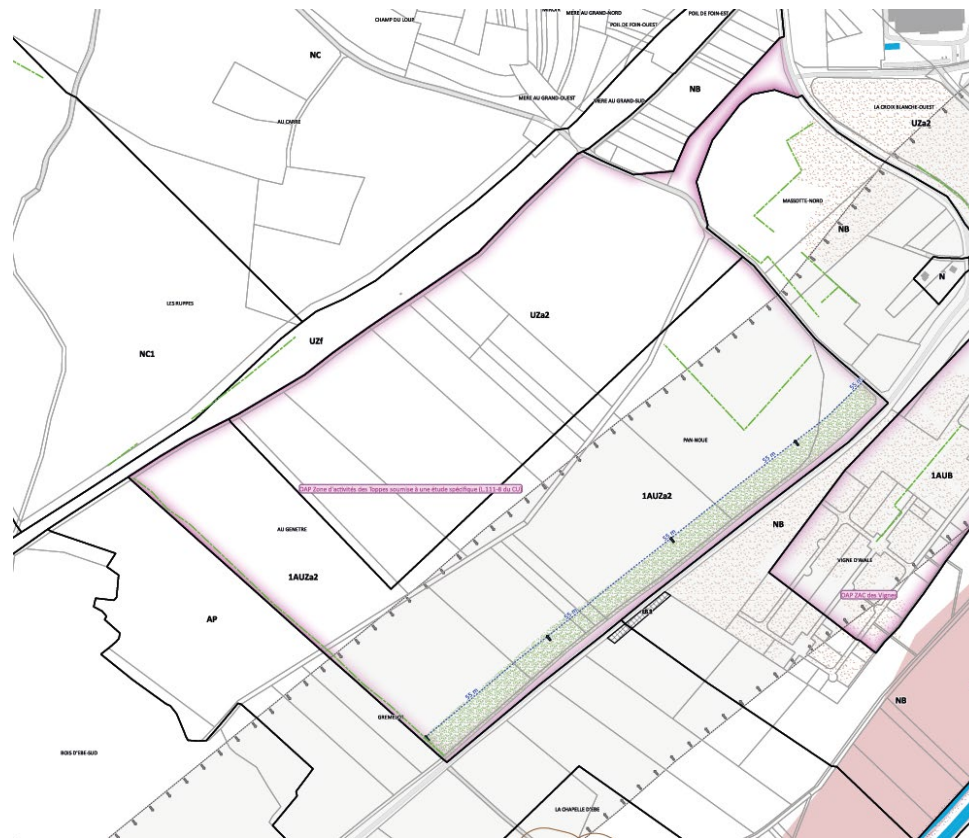 CHAMP DU LOUP
MERE AU GRAND-NORD
POIL DE FOIN-OUEST
POIL DE FOIN-EST
NC
MERE AU GRAND-OUEST
MERE AU GRAND-SUD
NB
LA CROIX BLANCHE-OUEST
UZa2
AU CARRE
MASSOTTE-NORD
NB
N
LES RUPPES
UZa2
UZf
NC1
55 m
PAN-NOUE
55 m
1AUB
OAP Zone d'activités des Toppes soumise à une étude spécifique (L.111-8 du CU)
1AUZa2
AU GENETRE
NB
55 m
VIGNE D'WALE
1AUZa2
OAP ZAC des Vignes
AP
55 m
55 m
NB
BOIS D'EBE-SUD
LA CHAPELLE D'EBE